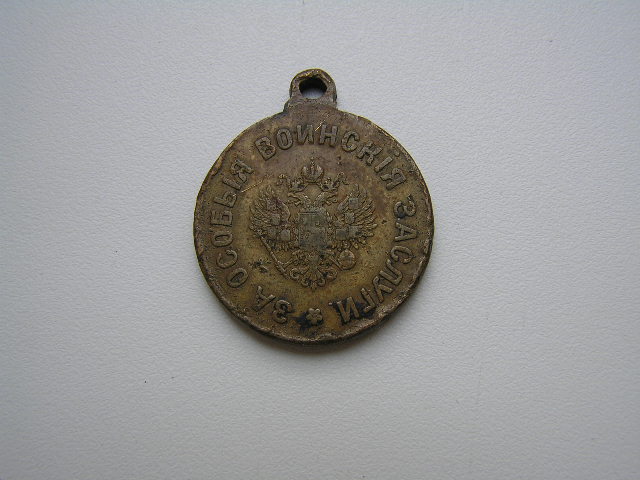 ЗА ОСОБЫЯ ВОИНСКІЯ ЗАСЛУГИ